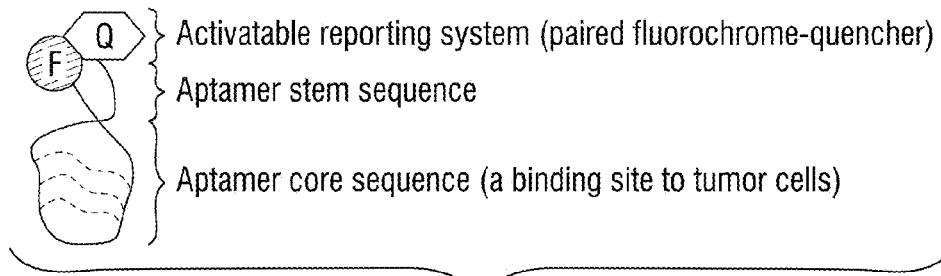 Q
Activatable reporting system (paired fluorochrome-quencher)
F
Aptamer stem sequence
Aptamer core sequence (a binding site to tumor cells)